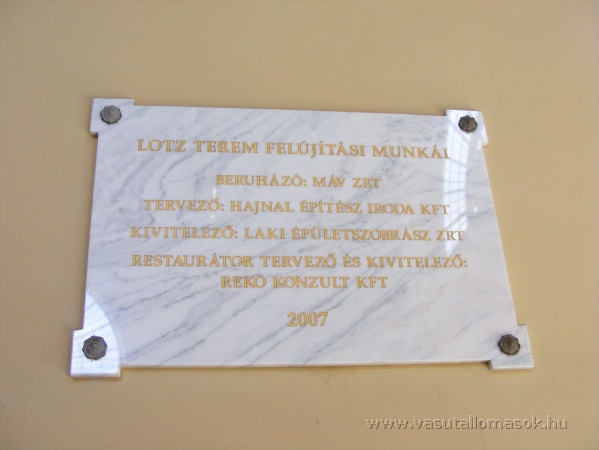 LOTZ TEREM FELÚJÍTÁSI MUNKÁI
BERUHÁZÓ: MÁV ZRT
TERVEZŐ: HAJNAL ÉPÍTÉSZ IRODA KFT
KIVITELEZŐ: LAKI ÉPÜLETSZOBRÁSZ ZRT
RESTAURÁTOR TERVEZŐ ÉS KIVITELEZŐ:
REKO KONZULT KFT
2007
www.vasutallomasok.hu